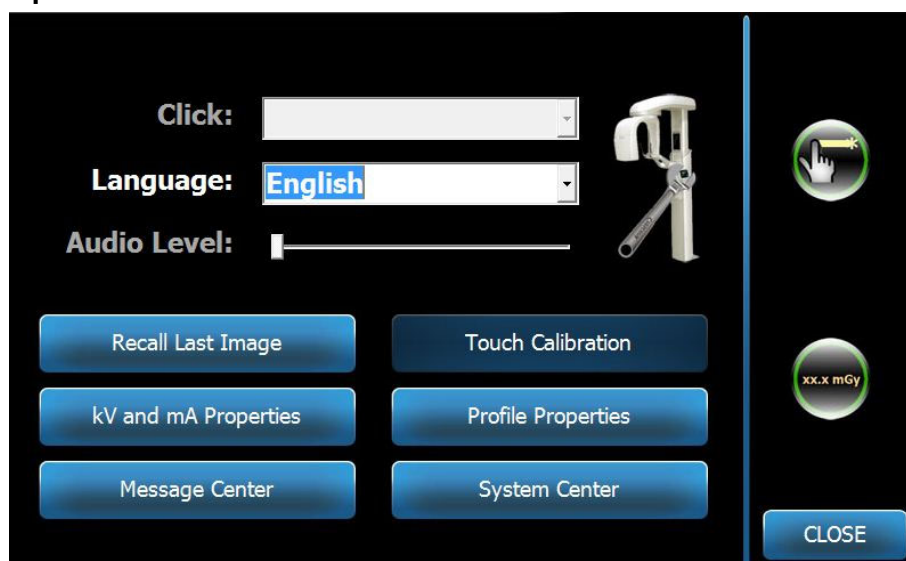 Click:
Language: English
Audio Level:
Recall Last Image
Touch Calibration
kV and mA Properties
Profile Properties
Message Center
System Center
xx.x mGy
CLOSE